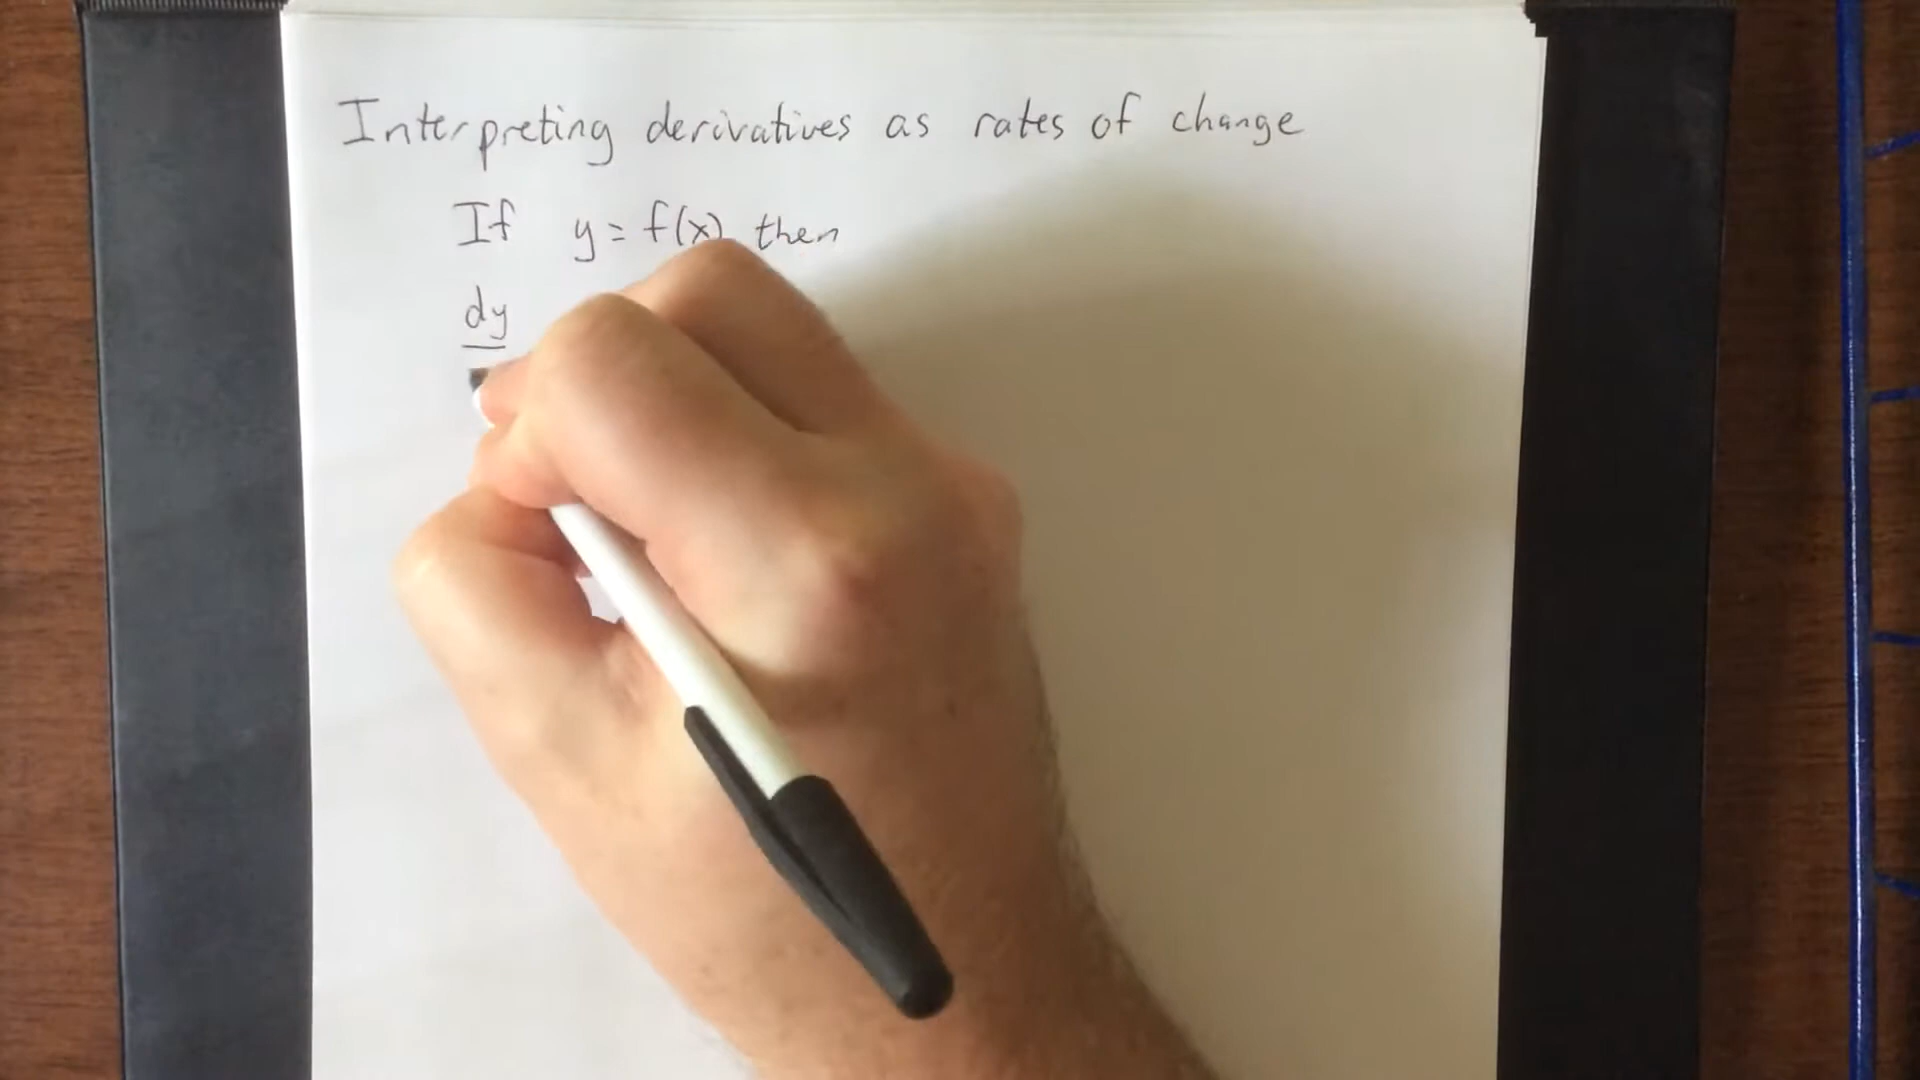 Interpreting derivatives as rates of change
If y = f(x) then
dy